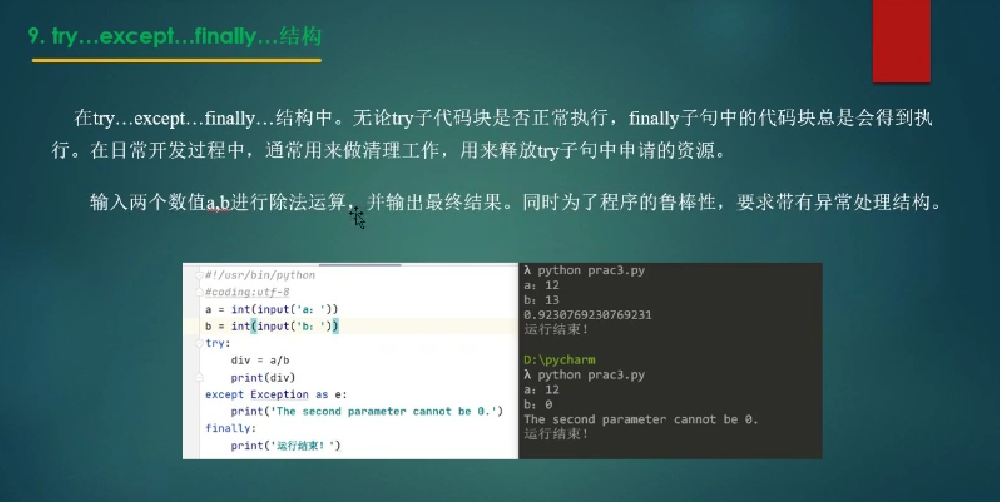 9. try…except…finally…结构
在try…except…finally…结构中。无论try子代码块是否正常执行，finally子句中的代码块总是会得到执
行。在日常开发过程中，通常用来做清理工作，用来释放try子句中申请的资源。
输入两个数值a,b进行除法运算，并输出最终结果。同时为了程序的鲁棒性，要求带有异常处理结构。
#!/usr/bin/python
#coding:utf-8
a = int(input('a：'))
b = int(input('b：'))
try:
    div = a/b
    print(div)
except Exception as e:
    print('The second parameter cannot be 0.')
finally:
    print('运行结束！')
λ python prac3.py
a：12
b：13
0.9230769230769231
运行结束！
D:\pycharm
λ python prac3.py
a：12
b：0
The second parameter cannot be 0.
运行结束！